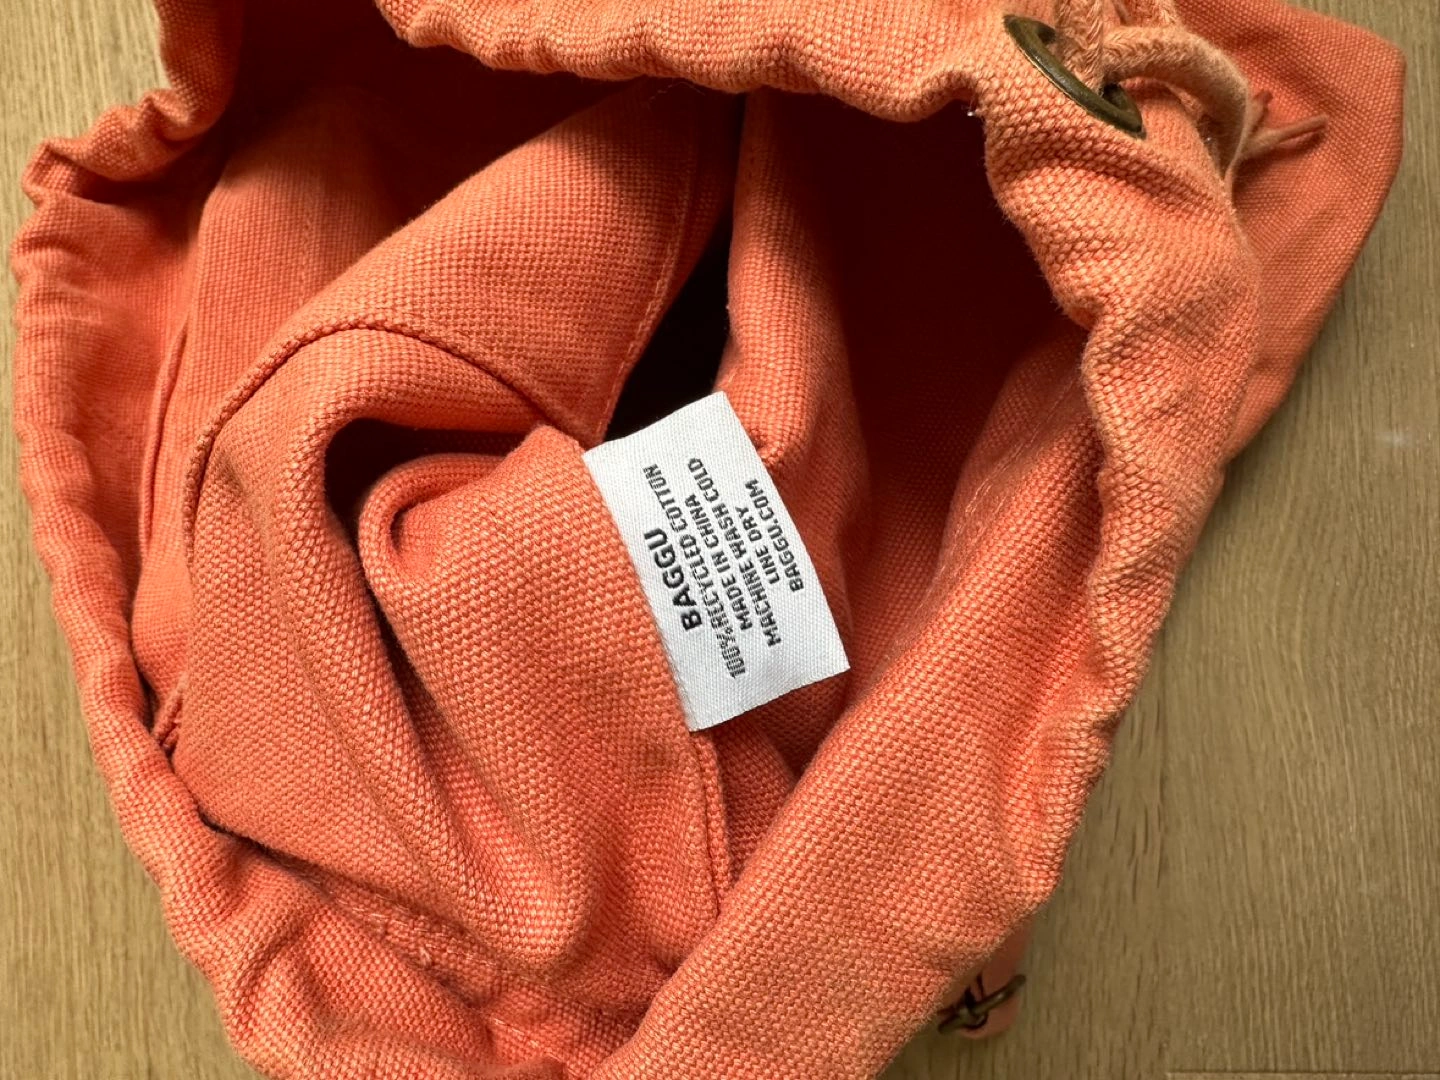 BAGGU
100% RECYCLED COTTON
MADE IN CHINA
MACHINE WASH COLD
LINE DRY
BAGGU.COM